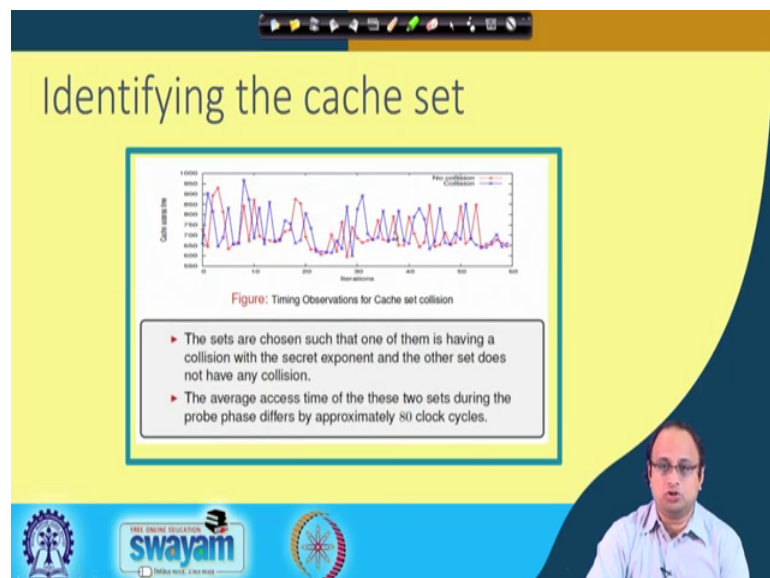 Identifying the cache set
1000
950
900
850
800
750
700
650
600
550
Cache access time
No collision
Collision
0
10
20
30
40
50
60
Iterations
Figure: Timing Observations for Cache set collision
The sets are chosen such that one of them is having a
collision with the secret exponent and the other set does
not have any collision.
The average access time of the these two sets during the
probe phase differs by approximately 80 clock cycles.
FREE ONLINE EDUCATION
swayam